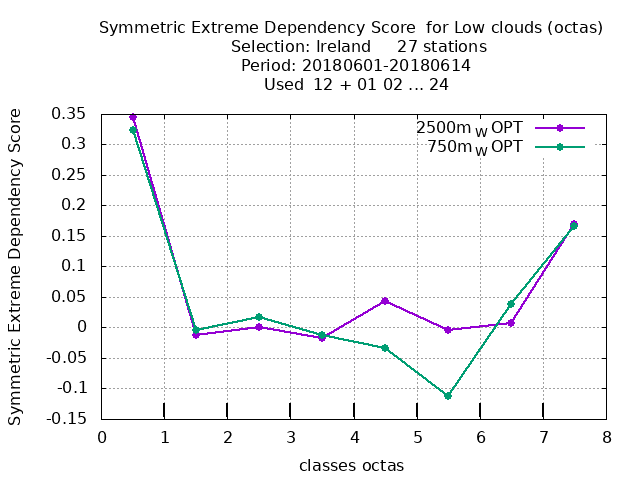 Symmetric Extreme Dependency Score  for Low clouds (octas)
Selection: Ireland     27 stations
Period: 20180601-20180614
Used  12 + 01 02 ... 24
2500m W OPT
750m W OPT
Symmetric Extreme Dependency Score
0.35
0.3
0.25
0.2
0.15
0.1
0.05
0
-0.05
-0.1
-0.15
0 1 2 3 4 5 6 7 8
classes octas